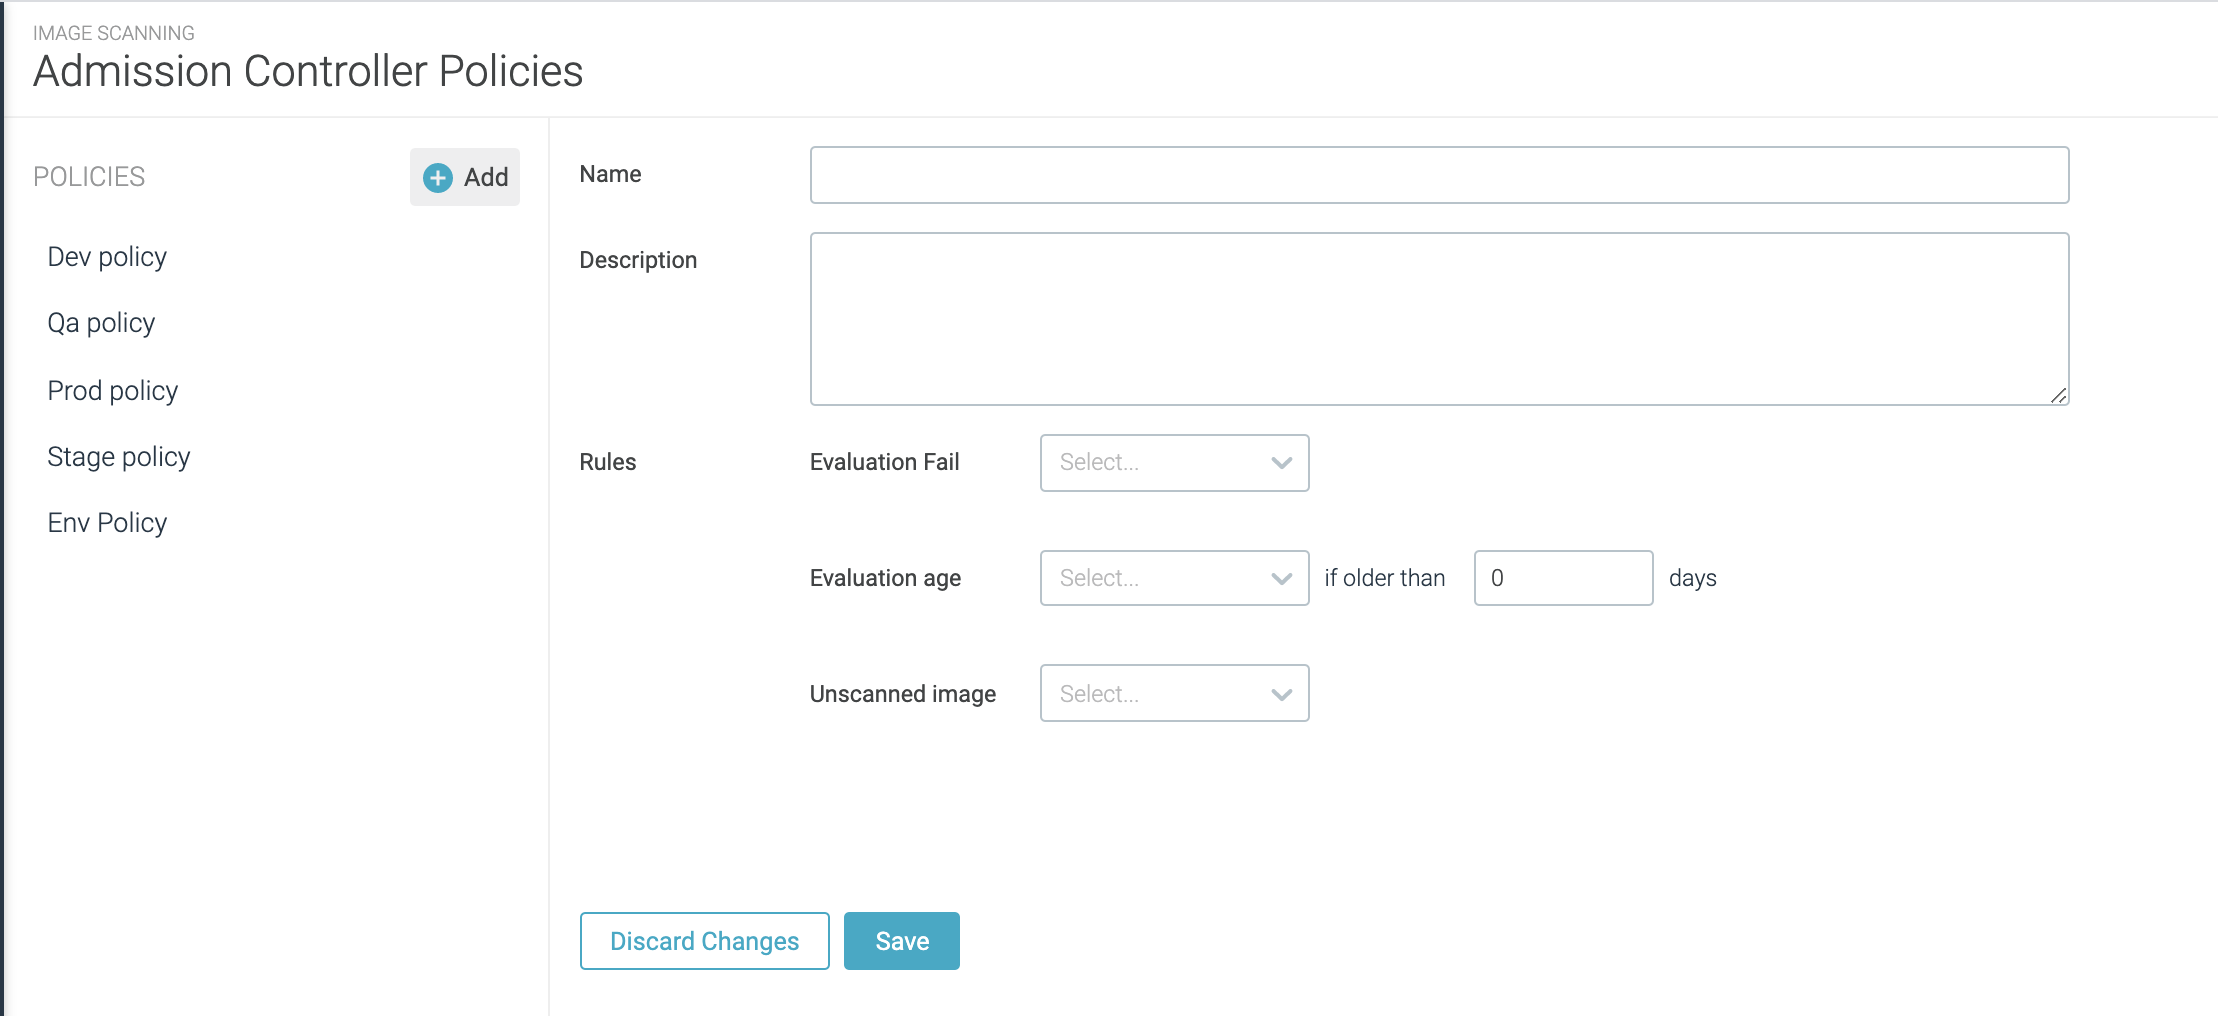 IMAGE SCANNING
Admission Controller Policies
POLICIES
Add
Dev policy
Qa policy
Prod policy
Stage policy
Env Policy
Name
Description
Rules
Evaluation Fail
Select...
Evaluation age
Select...
if older than
0
days
Unscanned image
Select...
Discard Changes
Save